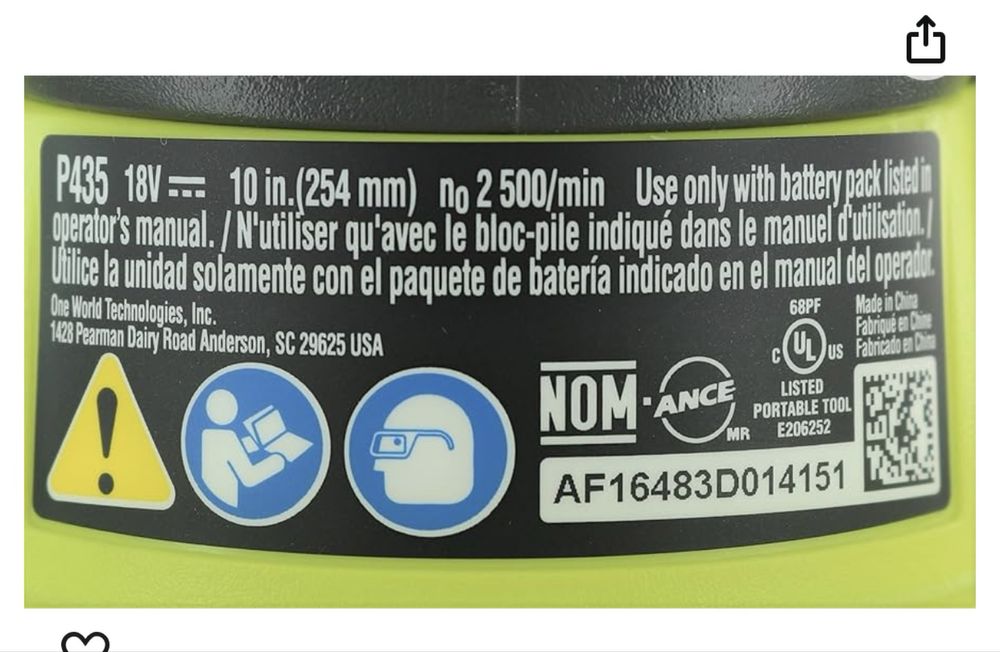 P435 18V 10 in.(254 mm) n₀ 2 500/min Use only with battery pack listed in
operator's manual. / N'utiliser qu'avec le bloc-pile indiqué dans le manuel d'utilisation. /
Utilice la unidad solamente con el paquete de batería indicado en el manual del operador.
One World Technologies, Inc.
1428 Pearman Dairy Road Anderson, SC 29625 USA
68PF
C UL US
LISTED
PORTABLE TOOL
E206252
Made in China
Fabriqué en Chine
Fabricado en China
NOM-ANCE
MR
AF16483D014151